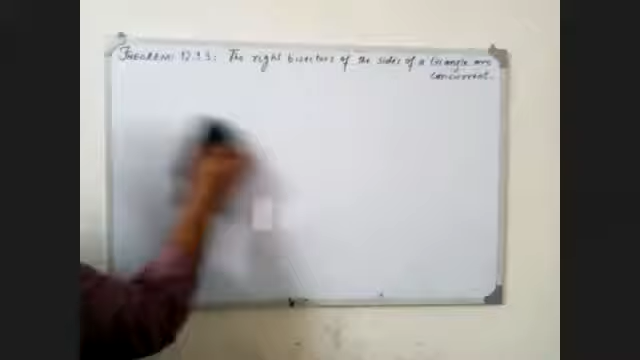 THEOREM: 12.1.3: The right bisectors of the sides of a triangle are
concurrent.